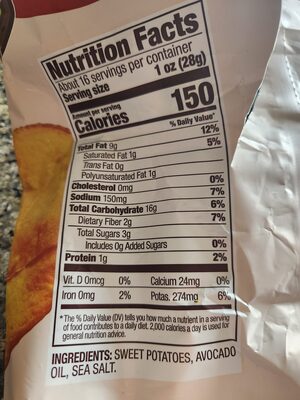 Nutrition Facts
About 16 servings per container
Serving size 1 oz (28g)
Amount per serving
Calories 150
% Daily Value*
Total Fat 9g 12%
Saturated Fat 1g 5%
Trans Fat 0g
Polyunsaturated Fat 1g
Cholesterol 0mg 0%
Sodium 150mg 7%
Total Carbohydrate 16g 6%
Dietary Fiber 2g 7%
Total Sugars 3g
Includes 0g Added Sugars 0%
Protein 1g 2%
Vit. D 0mcg 0% Calcium 24mg 0%
Iron 0mg 2% Potas. 274mg 6%
*The % Daily Value (DV) tells you how much a nutrient in a serving
of food contributes to a daily diet. 2,000 calories a day is used for
general nutrition advice.
INGREDIENTS: SWEET POTATOES, AVOCADO
OIL, SEA SALT.